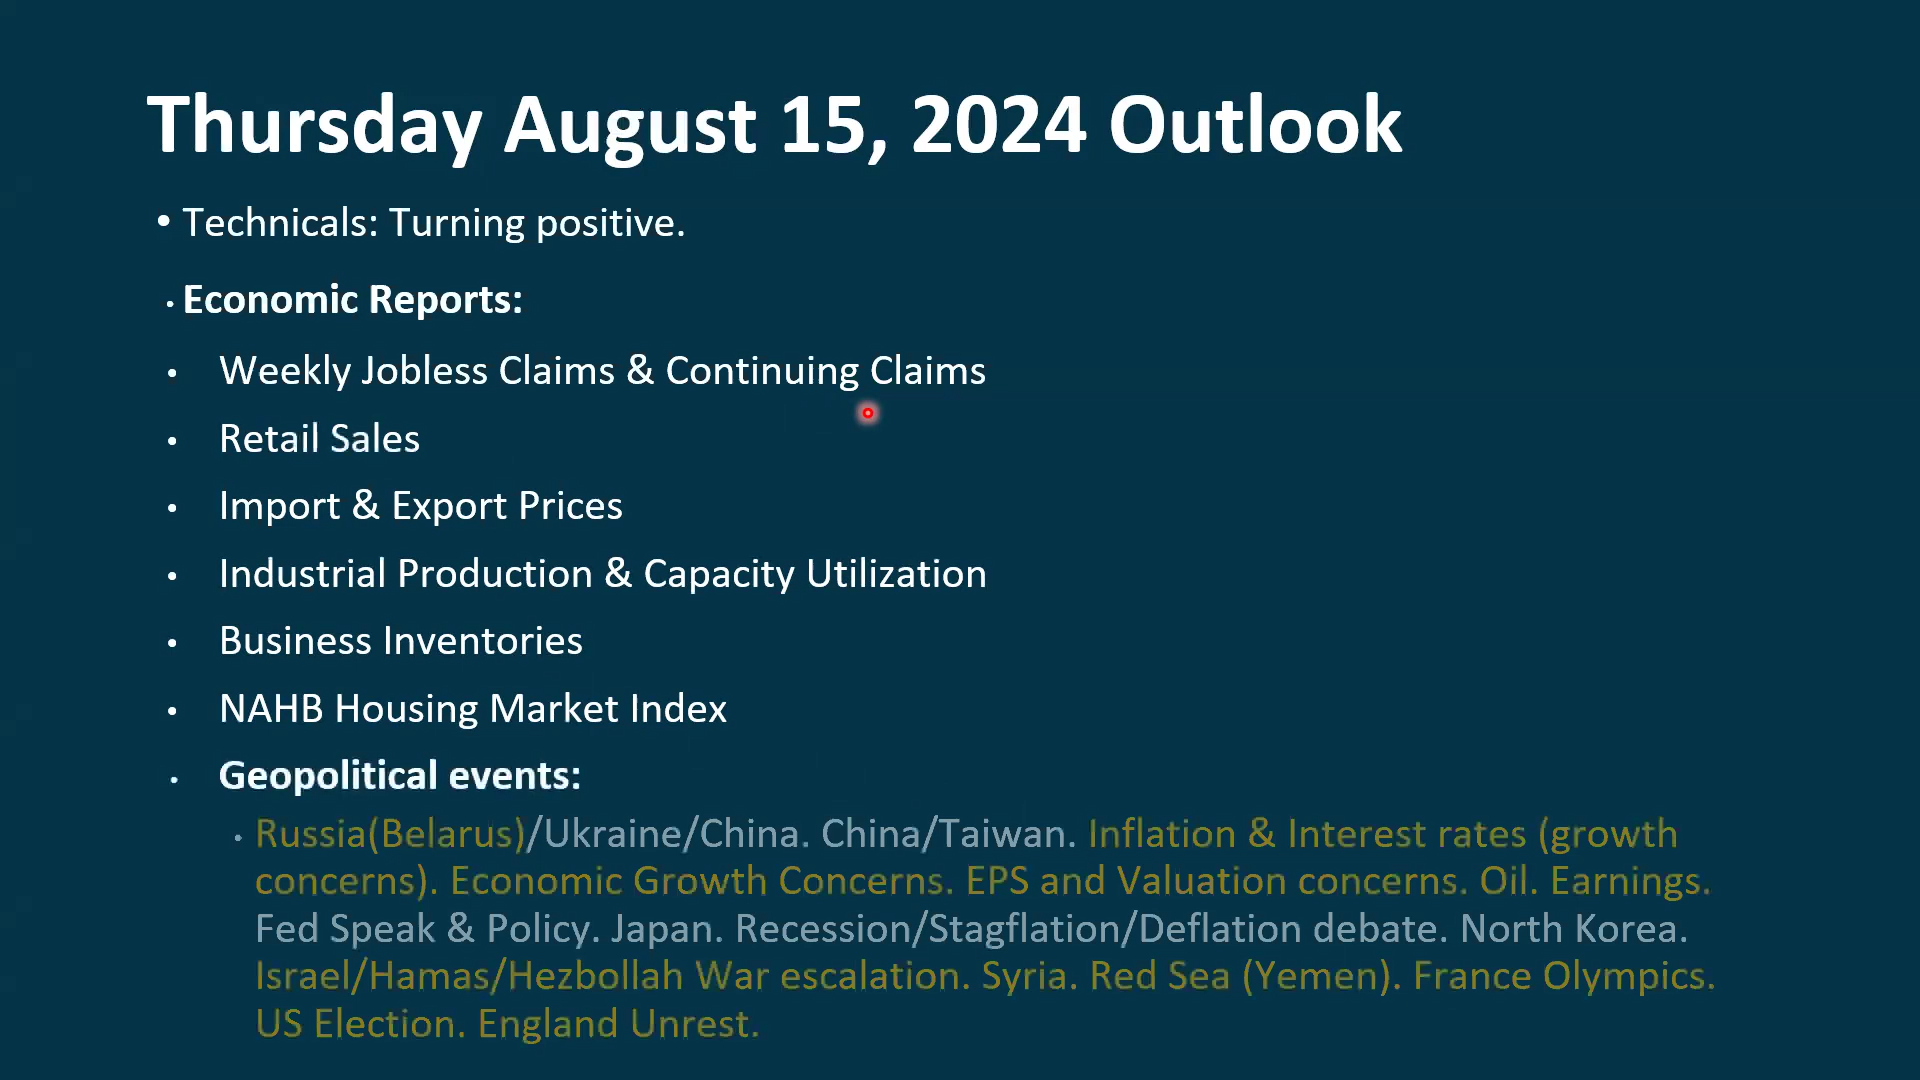 Thursday August 15, 2024 Outlook
• Technicals: Turning positive.
• Economic Reports:
• Weekly Jobless Claims & Continuing Claims
• Retail Sales
• Import & Export Prices
• Industrial Production & Capacity Utilization
• Business Inventories
• NAHB Housing Market Index
• Geopolitical events:
• Russia(Belarus)/Ukraine/China. China/Taiwan. Inflation & Interest rates (growth
concerns). Economic Growth Concerns. EPS and Valuation concerns. Oil. Earnings.
Fed Speak & Policy. Japan. Recession/Stagflation/Deflation debate. North Korea.
Israel/Hamas/Hezbollah War escalation. Syria. Red Sea (Yemen). France Olympics.
US Election. England Unrest.